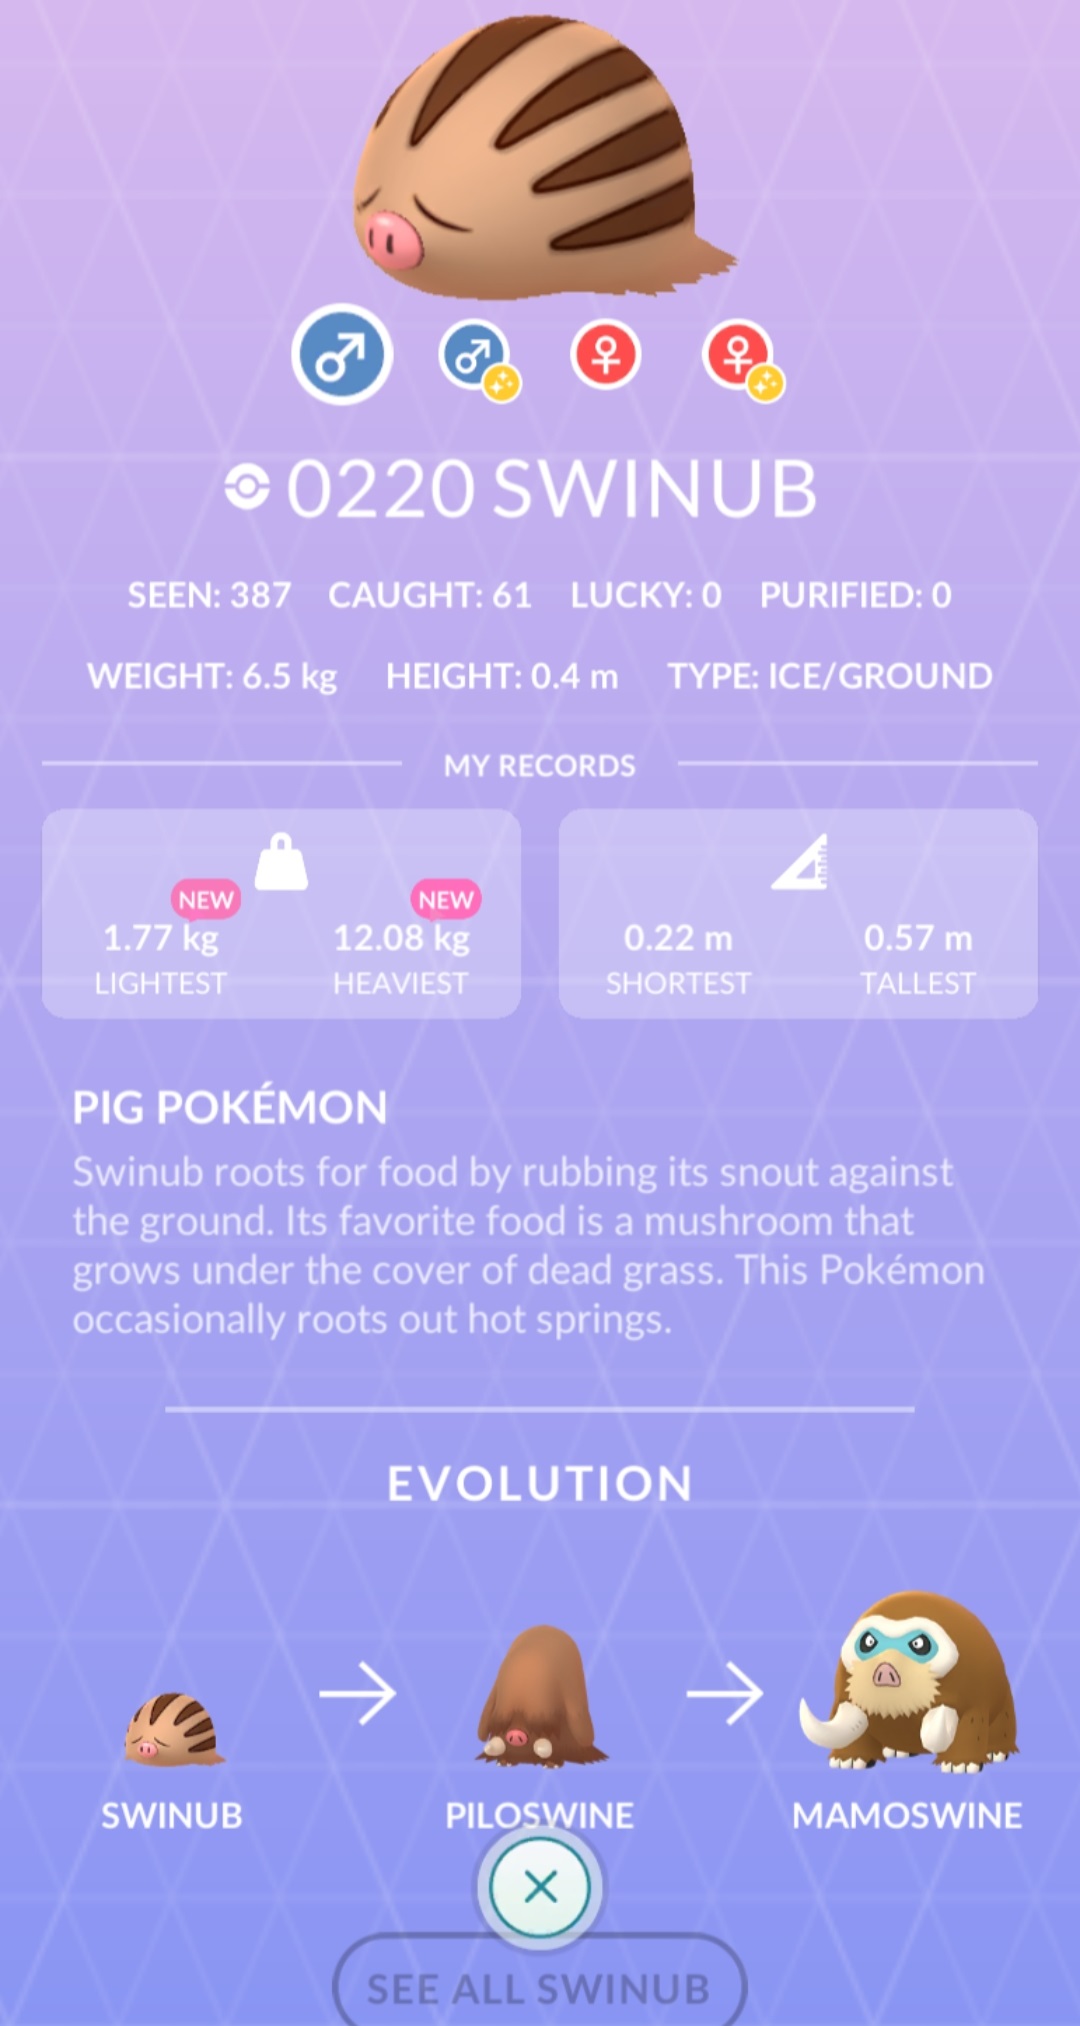 0220 SWINUB
SEEN: 387 CAUGHT: 61 LUCKY: 0 PURIFIED: 0
WEIGHT: 6.5 kg HEIGHT: 0.4 m TYPE: ICE/GROUND
MY RECORDS
NEW NEW
1.77 kg 12.08 kg 0.22 m 0.57 m
LIGHTEST HEAVIEST SHORTEST TALLEST
PIG POKÉMON
Swinub roots for food by rubbing its snout against
the ground. Its favorite food is a mushroom that
grows under the cover of dead grass. This Pokémon
occasionally roots out hot springs.
EVOLUTION
SWINUB PILOSWINE MAMOSWINE
SEE ALL SWINUB